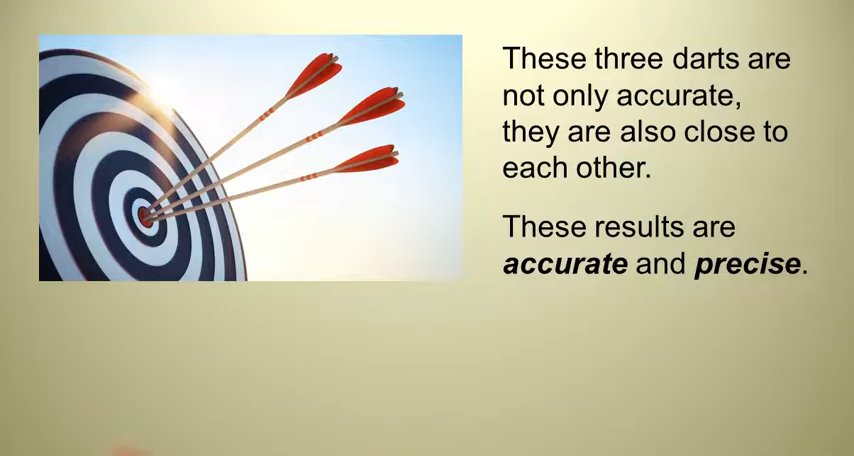 These three darts are
not only accurate,
they are also close to
each other.
These results are
accurate and precise.